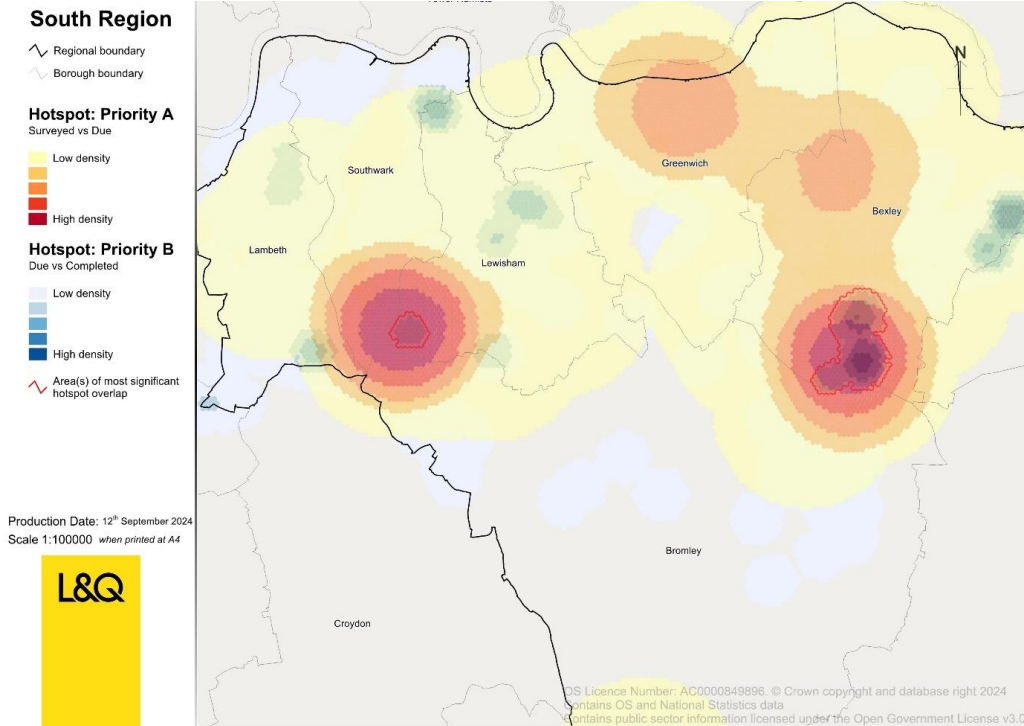 South Region
Regional boundary
Borough boundary
Hotspot: Priority A
Surveyed vs Due
Low density
High density
Hotspot: Priority B
Due vs Completed
Low density
High density
Area(s) of most significant
hotspot overlap
Production Date: 12th September 2024
Scale 1:100000 when printed at A4
L&Q
N
Greenwich
Southwark
Bexley
Lambeth
Lewisham
Bromley
Croydon
OS Licence Number: AC0000849896. © Crown copyright and database right 2024
Contains OS and National Statistics data
Contains public sector information licensed under the Open Government License v3.0